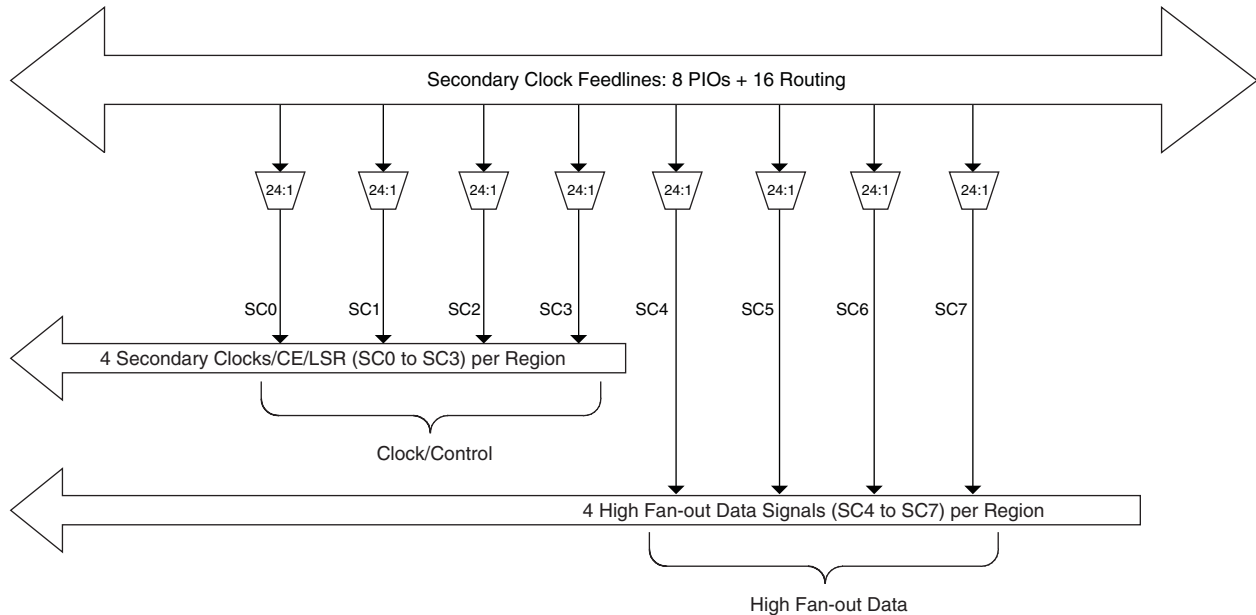 Secondary Clock Feedlines: 8 PIOs + 16 Routing
24:1 24:1 24:1 24:1 24:1 24:1 24:1 24:1
SC0 SC1 SC2 SC3 SC4 SC5 SC6 SC7
4 Secondary Clocks/CE/LSR (SC0 to SC3) per Region
Clock/Control
4 High Fan-out Data Signals (SC4 to SC7) per Region
High Fan-out Data